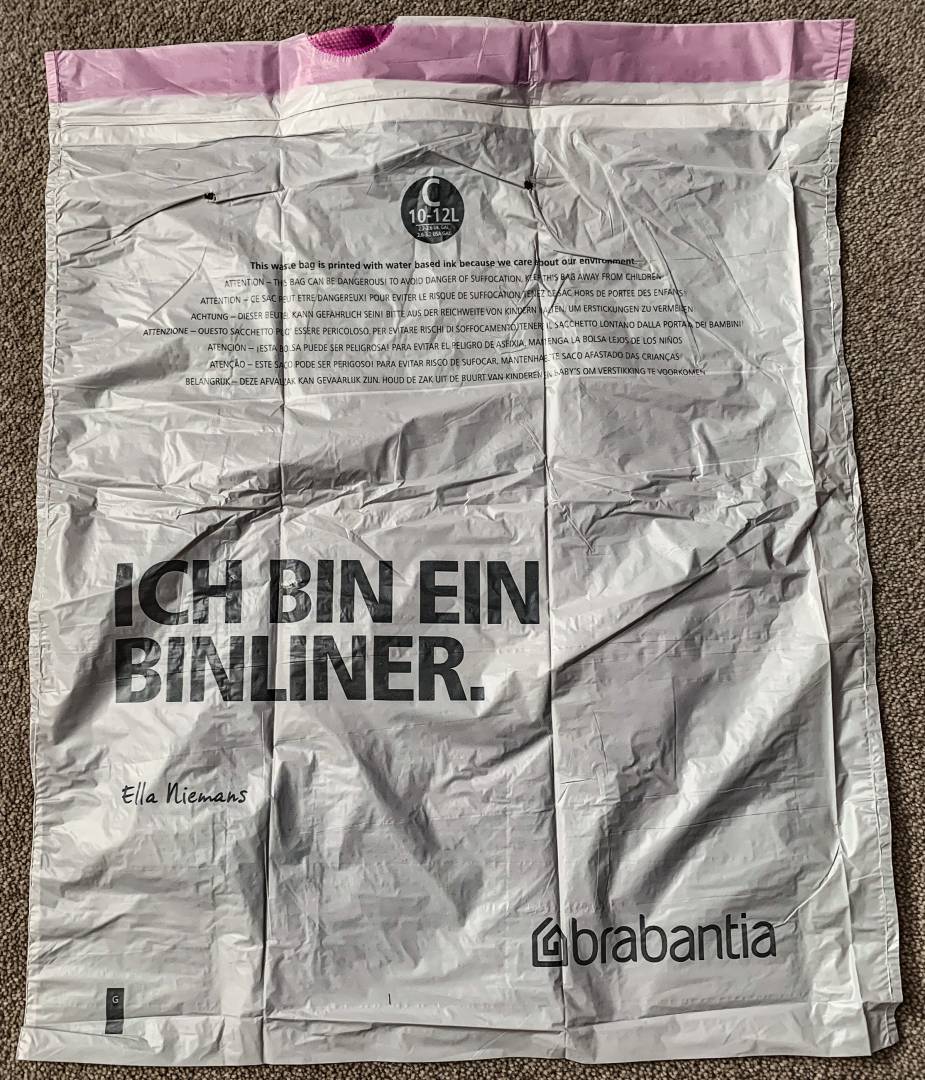 C
10-12L
This waste bag is printed with water based ink because we care about our environment
ATTENTION – THIS BAG CAN BE DANGEROUS! TO AVOID DANGER OF SUFFOCATION, KEEP THIS BAG AWAY FROM CHILDREN
ATTENTION – CE SAC PEUT ETRE DANGEREUX! POUR EVITER LE RISQUE DE SUFFOCATION TENEZ CE SAC HORS DE PORTEE DES ENFANTS
ACHTUNG – DIESER BEUTEL KANN GEFÄHRLICH SEIN! BITTE AUS DER REICHWEITE VON KINDERN HALTEN, UM ERSTICKUNGEN ZU VERMEIDEN
ATTENZIONE – QUESTO SACCHETTO PUO' ESSERE PERICOLOSO, PER EVITARE RISCHI DI SOFFOCAMENTO,TENERE IL SACCHETTO LONTANO DALLA PORTATA DEI BAMBINI!
ATENCIÓN – ¡ESTA BOLSA PUEDE SER PELIGROSA! PARA EVITAR EL PELIGRO DE ASFIXIA, MANTENGA LA BOLSA LEJOS DE LOS NIÑOS
ATENÇÃO – ESTE SACO PODE SER PERIGOSO! PARA EVITAR RISCO DE SUFOCAR, MANTENHA ESTE SACO AFASTADO DAS CRIANÇAS
BELANGRIJK – DEZE AFVALZAK KAN GEVAARLIJK ZIJN. HOUD DE ZAK UIT DE BUURT VAN KINDEREN EN BABY'S OM VERSTIKKING TE VOORKOMEN
ICH BIN EIN
BINLINER.
Ella Niemans
brabantia
G